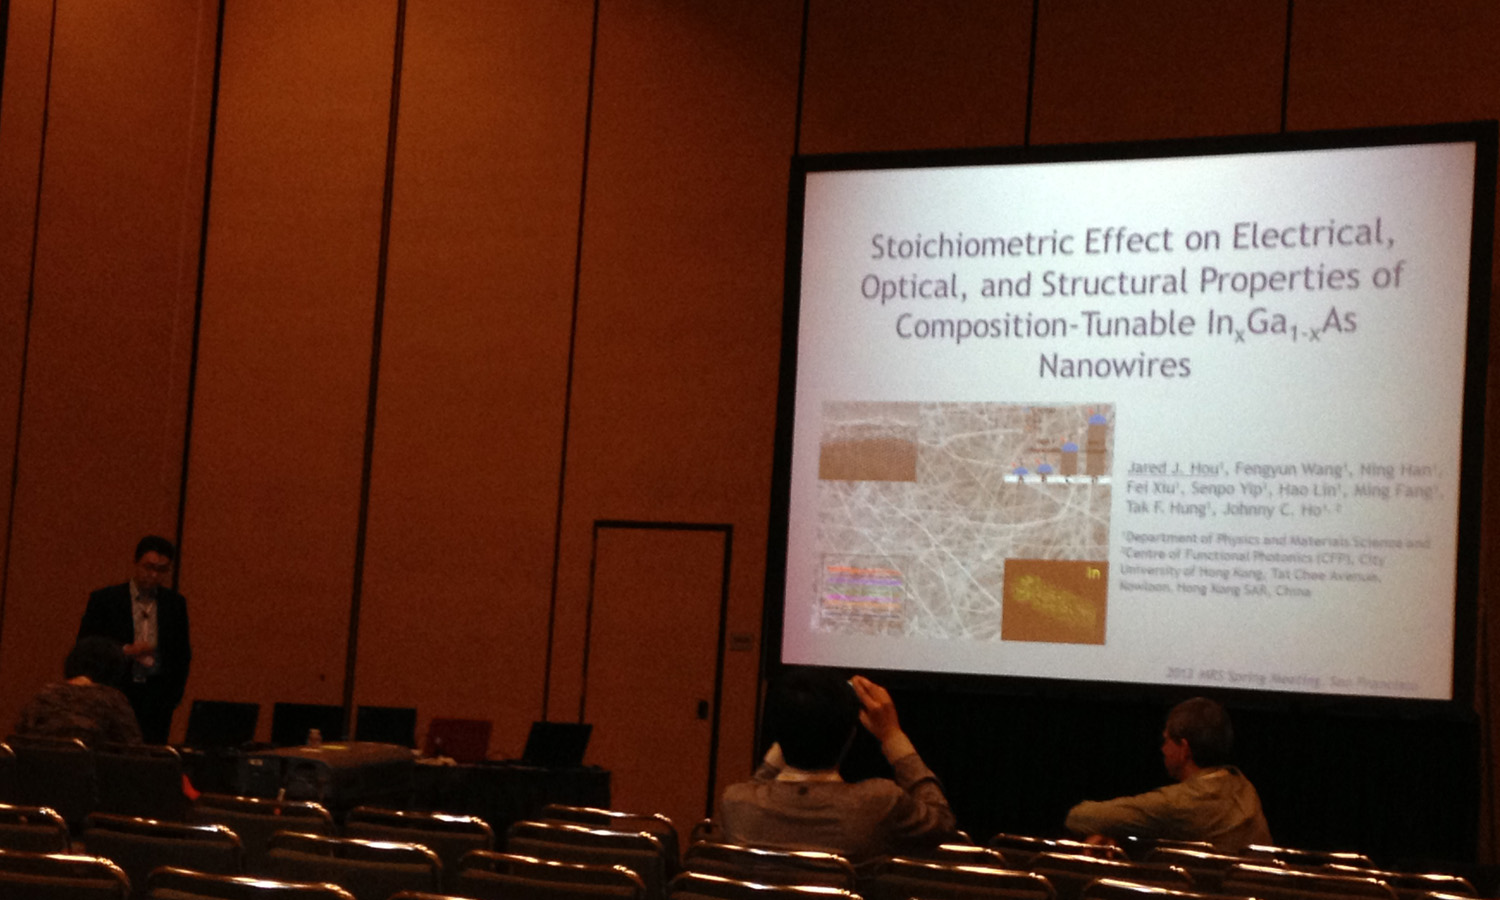 Stoichiometric Effect on Electrical,
Optical, and Structural Properties of
Composition-Tunable InₓGa₁₋ₓAs
Nanowires
In
Jared J. Hou¹, Fengyun Wang¹, Ning Han¹,
Fei Xiu¹, Senpo Yip¹, Hao Lin¹, Ming Fang¹,
Tak F. Hung¹, Johnny C. Ho¹, ²
¹Department of Physics and Materials Science and
²Centre of Functional Photonics (CFP), City
University of Hong Kong, Tat Chee Avenue,
Kowloon, Hong Kong SAR, China
MRS Spring Meeting, San Francisco